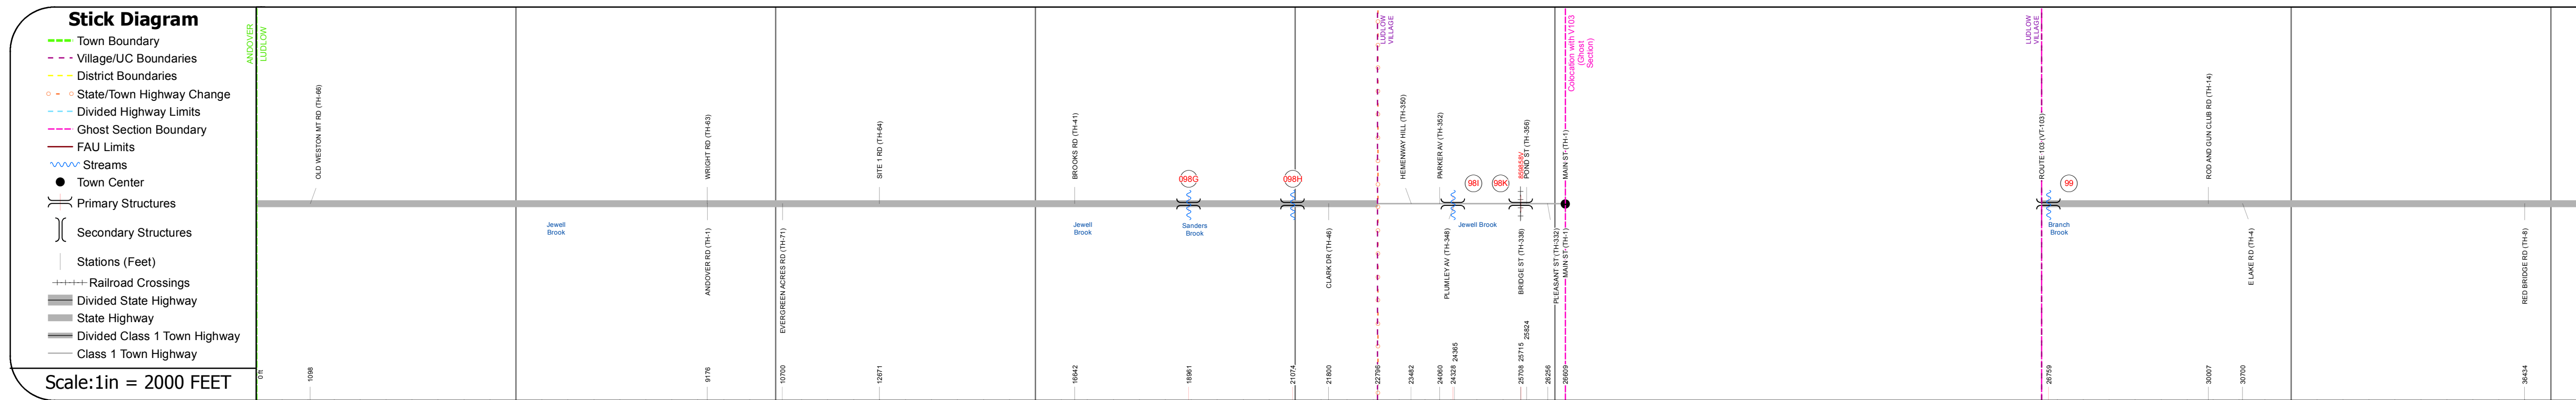 Stick Diagram
Town Boundary
Village/UC Boundaries
District Boundaries
State/Town Highway Change
Divided Highway Limits
Ghost Section Boundary
FAU Limits
Streams
Town Center
Primary Structures
Secondary Structures
Stations (Feet)
Railroad Crossings
Divided State Highway
State Highway
Divided Class 1 Town Highway
Class 1 Town Highway
Scale:1in = 2000 FEET
ANDOVER
LUDLOW
LUDLOW
VILLAGE
Colocation with V103
(Ghost
Section)
LUDLOW
VILLAGE
OLD WESTON MT RD (TH-66)
WRIGHT RD (TH-63)
SITE 1 RD (TH-64)
BROOKS RD (TH-41)
HEMENWAY HILL (TH-350)
PARKER AV (TH-352)
POND ST (TH-356)
MAIN ST-(TH-1)
ROUTE 103-(VT-103)
ROD AND GUN CLUB RD (TH-14)
098G
098H
98I
98K
99
Jewell
Brook
Jewell
Brook
Sanders
Brook
Jewell Brook
Branch
Brook
ANDOVER RD (TH-1)
EVERGREEN ACRES RD (TH-71)
CLARK DR (TH-46)
PLUMLEY AV (TH-348)
BRIDGE ST (TH-338)
PLEASANT ST (TH-332)
MAIN ST-(TH-1)
E LAKE RD (TH-4)
RED BRIDGE RD (TH-8)
0 ft
1098
9176
10700
12671
16642
18961
21074
21800
22796
23482
24060
24328
24365
25708
25715
25824
26256
26609
26759
30007
30700
36434